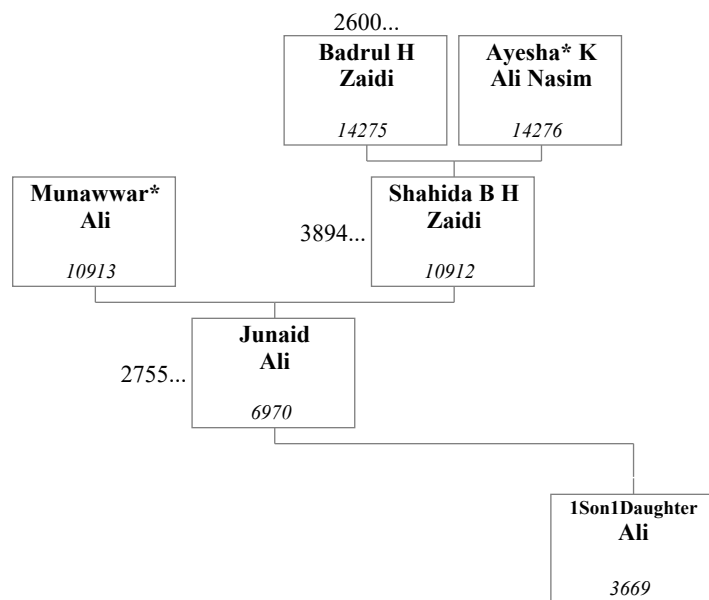 2600...
Badrul H
Zaidi
14275
Ayesha* K
Ali Nasim
14276
Munawwar*
Ali
10913
3894...
Shahida B H
Zaidi
10912
2755...
Junaid
Ali
6970
1Son1Daughter
Ali
3669